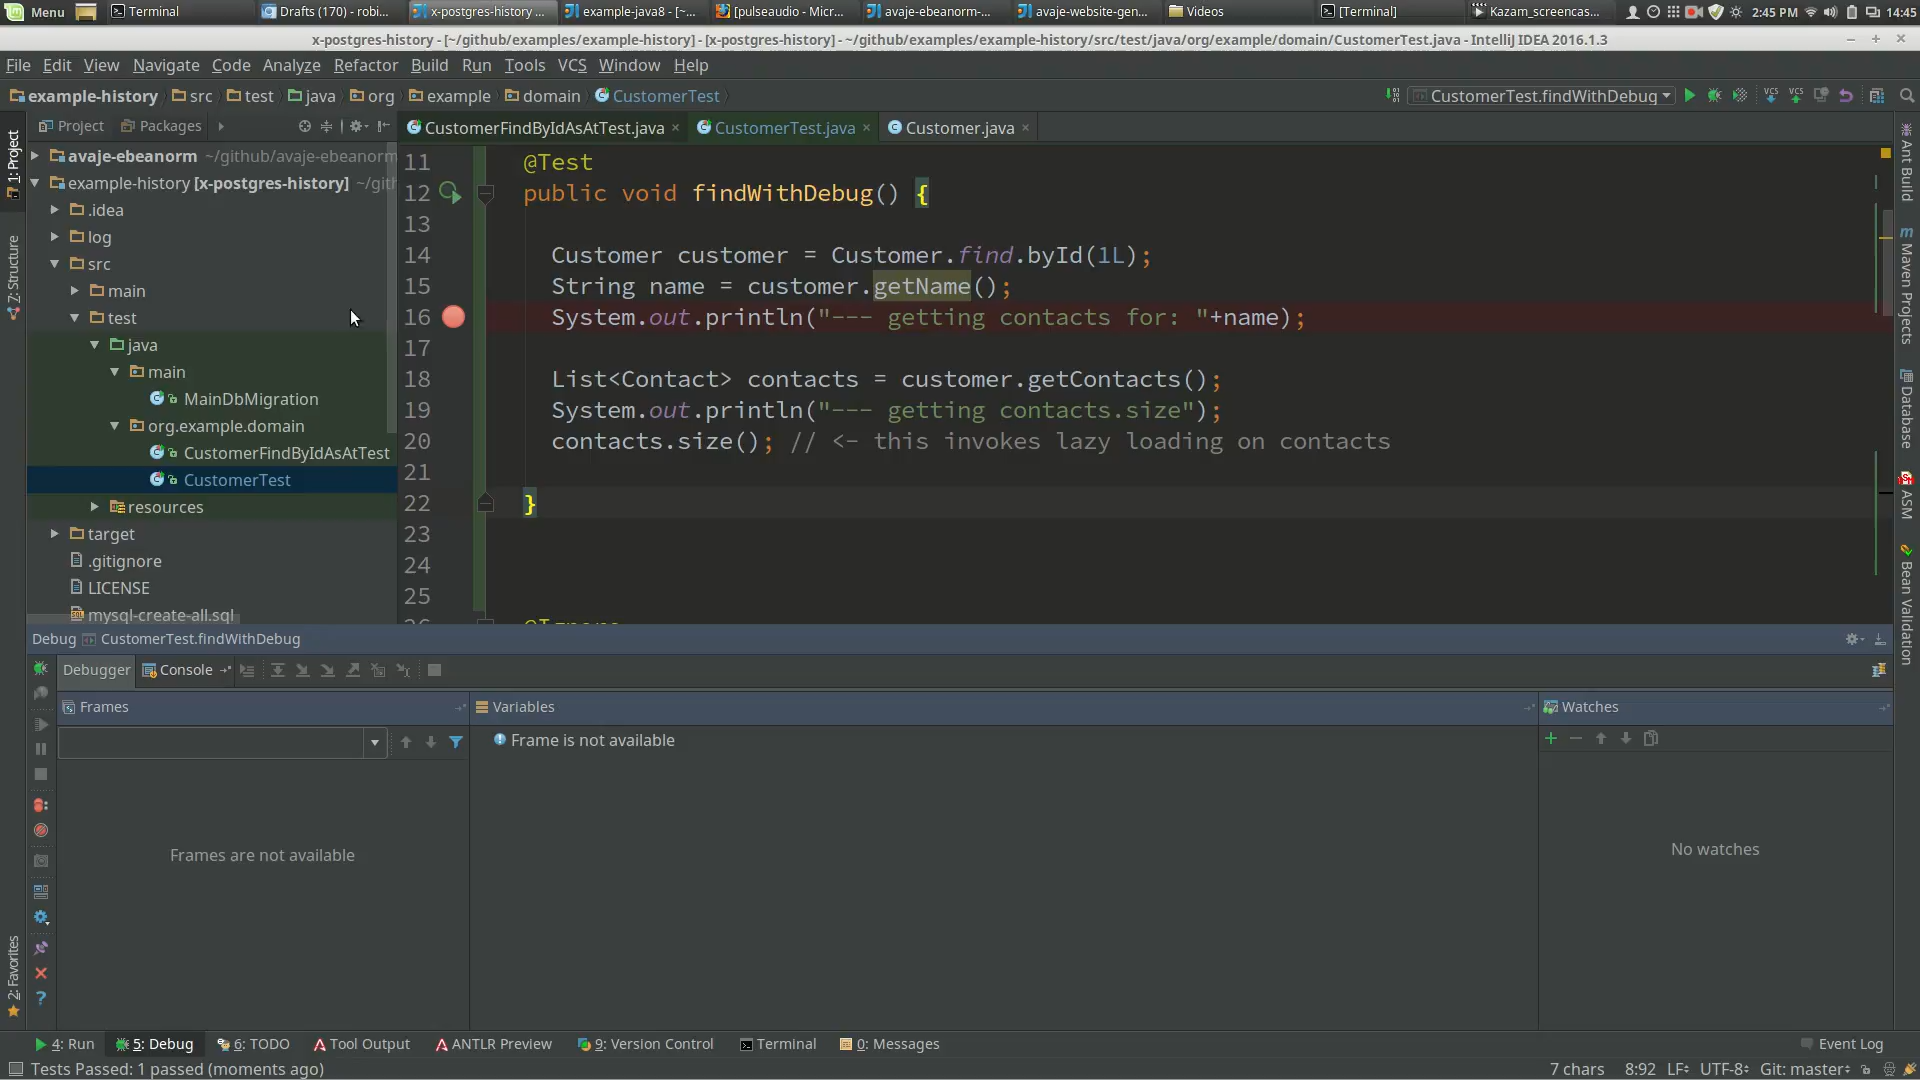 Menu
Terminal
Drafts (170) - robi...
x-postgres-history ...
example-java8 - [~...
[pulseaudio - Micr...
avaje-ebeanorm-...
avaje-website-gen...
Videos
[Terminal]
Kazam_screencas...
2:45 PM
14:45
x-postgres-history - [~/github/examples/example-history] - [x-postgres-history] - ~/github/examples/example-history/src/test/java/org/example/domain/CustomerTest.java - IntelliJ IDEA 2016.1.3
File Edit View Navigate Code Analyze Refactor Build Run Tools VCS Window Help
example-history src test java org example domain CustomerTest
CustomerTest.findWithDebug
VCS VCS
1: Project
Z: Structure
2: Favorites
Project Packages
avaje-ebeanorm ~/github/avaje-ebeanorm
example-history [x-postgres-history] ~/gith
.idea
log
src
main
test
java
main
MainDbMigration
org.example.domain
CustomerFindByIdAsAtTest
CustomerTest
resources
target
.gitignore
LICENSE
mysql-create-all.sql
CustomerFindByIdAsAtTest.java
CustomerTest.java
Customer.java
11 @Test
12 public void findWithDebug() {
13
14 Customer customer = Customer.find.byId(1L);
15 String name = customer.getName();
16 System.out.println("--- getting contacts for: "+name);
17
18 List<Contact> contacts = customer.getContacts();
19 System.out.println("--- getting contacts.size");
20 contacts.size(); // <- this invokes lazy loading on contacts
21
22 }
23
24
25
26 @Ignore
Ant Build
Maven Projects
Database
ASM
Bean Validation
Debug CustomerTest.findWithDebug
Debugger Console
Frames
Variables
Watches
Frame is not available
Frames are not available
No watches
4: Run
5: Debug
6: TODO
Tool Output
ANTLR Preview
9: Version Control
Terminal
0: Messages
Event Log
Tests Passed: 1 passed (moments ago)
7 chars 8:92 LF UTF-8 Git: master